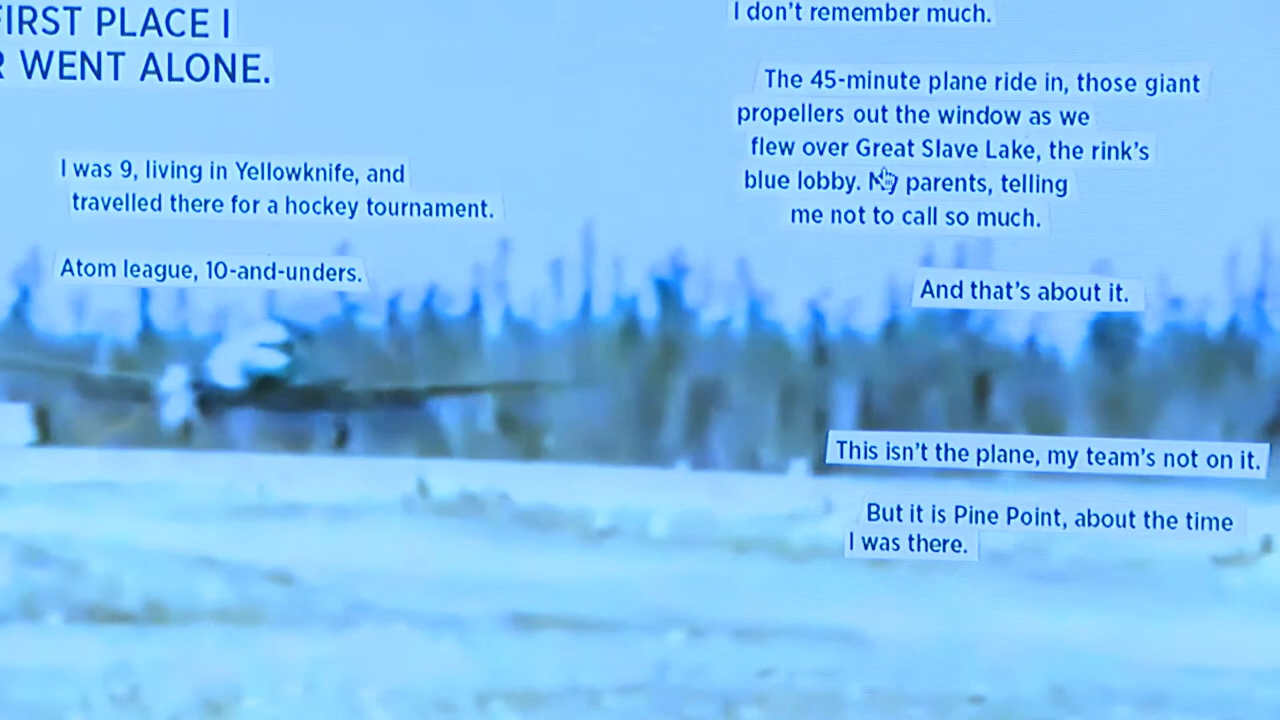 FIRST PLACE I
R WENT ALONE.
I was 9, living in Yellowknife, and
travelled there for a hockey tournament.
Atom league, 10-and-unders.
I don't remember much.
The 45-minute plane ride in, those giant
propellers out the window as we
flew over Great Slave Lake, the rink's
blue lobby. My parents, telling
me not to call so much.
And that's about it.
This isn't the plane, my team's not on it.
But it is Pine Point, about the time
I was there.